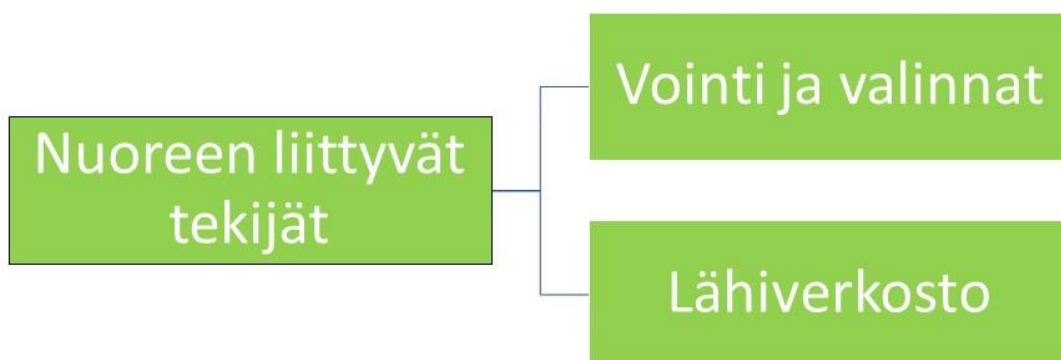 Nuoreen liittyvät
tekijät
Vointi ja valinnat
Lähiverkosto